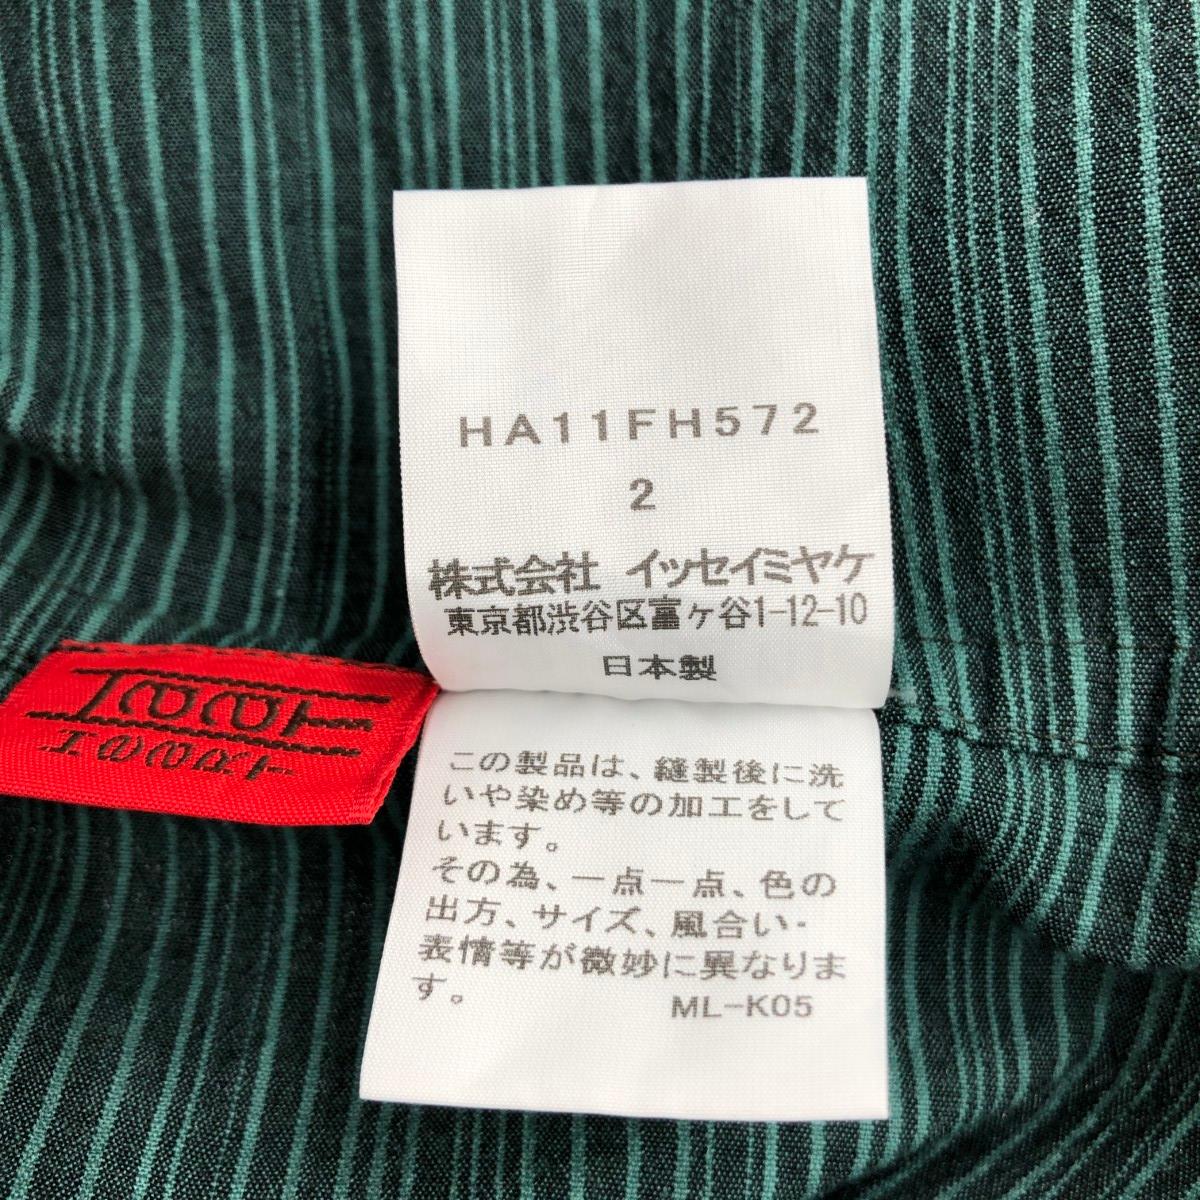 HA11FH572
2
株式会社 イッセイミヤケ
東京都渋谷区富ヶ谷1-12-10
日本製
この製品は、縫製後に洗
いや染め等の加工をして
います。
その為、一点一点、色の
出方、サイズ、風合い・
表情等が微妙に異なりま
す。
ML-K05